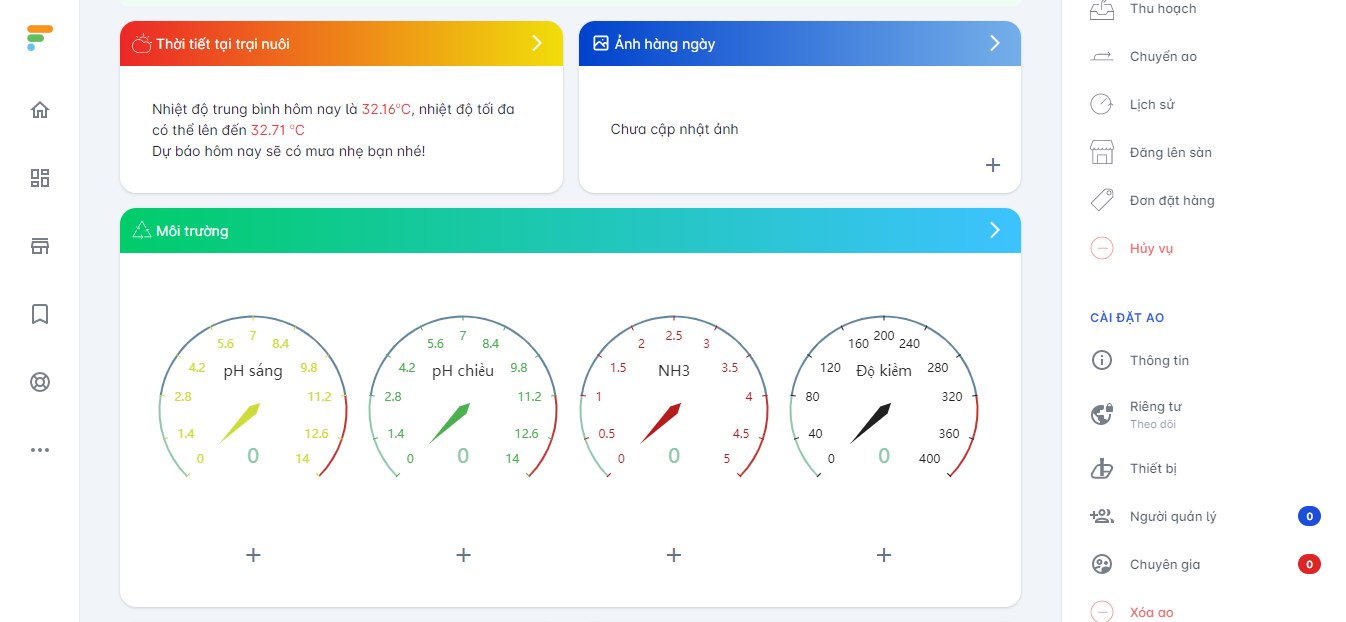 Thời tiết tại trại nuôi
Nhiệt độ trung bình hôm nay là 32.16°C, nhiệt độ tối đa
có thể lên đến 32.71 °C
Dự báo hôm nay sẽ có mưa nhẹ bạn nhé!
Ảnh hàng ngày
Chưa cập nhật ảnh
Môi trường
0
1.4
2.8
4.2
5.6
7
8.4
9.8
11.2
12.6
14
pH sáng
0
0
1.4
2.8
4.2
5.6
7
8.4
9.8
11.2
12.6
14
pH chiều
0
0
0.5
1
1.5
2
2.5
3
3.5
4
4.5
5
NH3
0
0
40
80
120
160
200
240
280
320
360
400
Độ kiềm
0
Thu hoạch
Chuyển ao
Lịch sử
Đăng lên sàn
Đơn đặt hàng
Hủy vụ
CÀI ĐẶT AO
Thông tin
Riêng tư
Theo dõi
Thiết bị
Người quản lý 0
Chuyên gia 0
Xóa ao